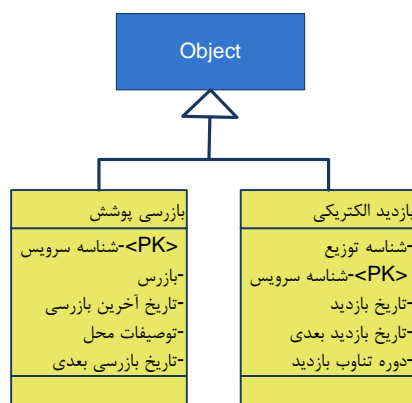 Object
بازدید الکتریکی
-شناسه توزیع
<PK>-شناسه سرویس
-تاریخ بازدید
-تاریخ بازدید بعدی
-دوره تناوب بازدید
بازرسی پوشش
<PK>-شناسه سرویس
-بازرس
-تاریخ آخرین بازرسی
-توصیفات محل
-تاریخ بازرسی بعدی